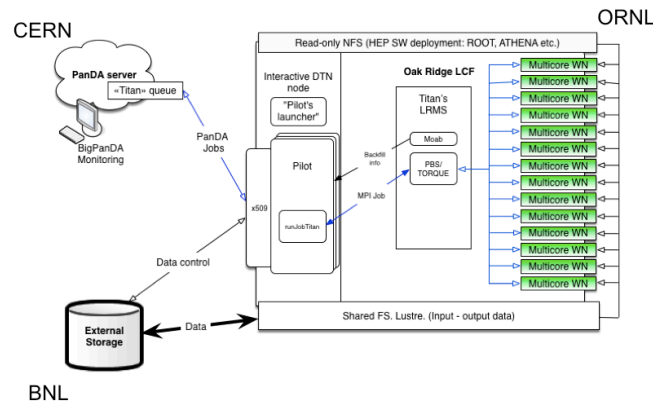 CERN
ORNL
Read-only NFS (HEP SW deployment: ROOT, ATHENA etc.)
PanDA server
«Titan» queue
BigPanDA
Monitoring
PanDA
Jobs
Interactive DTN
node
"Pilot's
launcher"
Pilot
x509
runJobTitan
Backfill
info
MPI Job
Oak Ridge LCF
Titan's
LRMS
Moab
PBS/
TORQUE
Multicore WN
Multicore WN
Multicore WN
Multicore WN
Multicore WN
Multicore WN
Multicore WN
Multicore WN
Multicore WN
Multicore WN
Multicore WN
Multicore WN
Multicore WN
Multicore WN
Data control
External
Storage
Data
Shared FS. Lustre. (Input - output data)
BNL